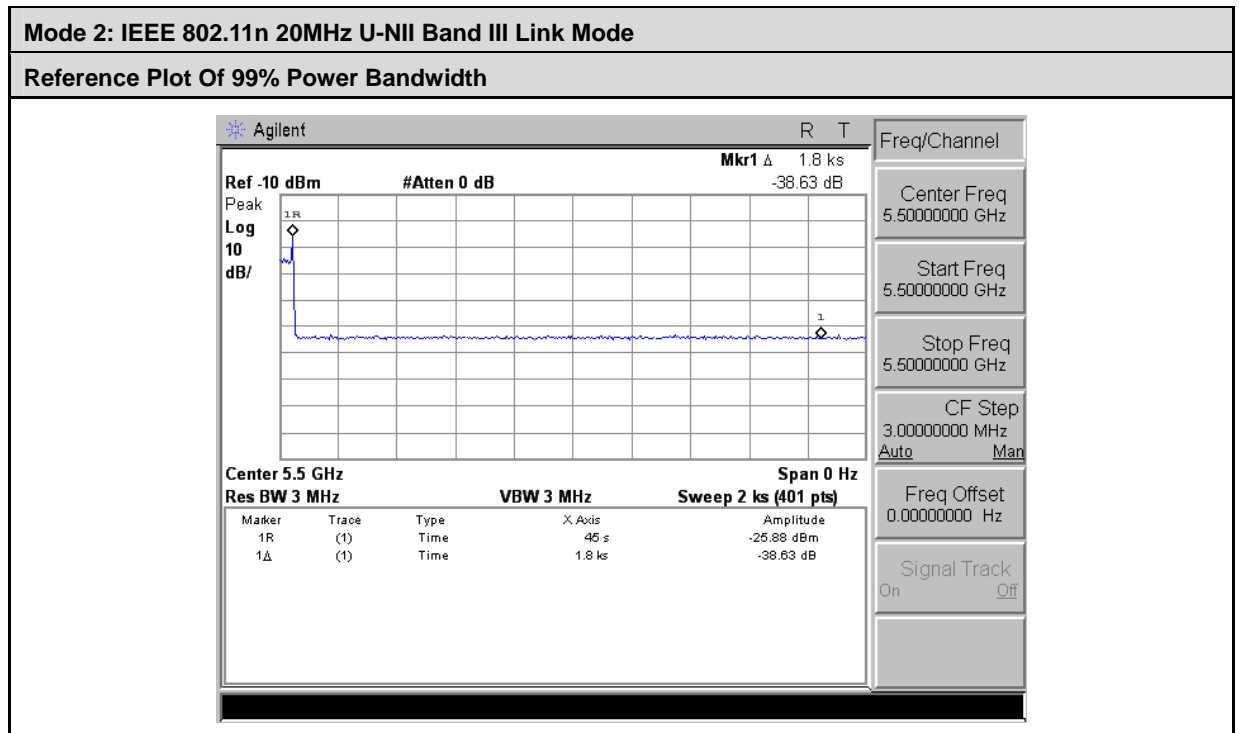 Mode 2: IEEE 802.11n 20MHz U-NII Band III Link Mode
Reference Plot Of 99% Power Bandwidth
Agilent R T
Mkr1 Δ 1.8 ks
Ref -10 dBm #Atten 0 dB -38.63 dB
Peak
Log
10
dB/
1R
1
Center 5.5 GHz Span 0 Hz
Res BW 3 MHz VBW 3 MHz Sweep 2 ks (401 pts)
Marker Trace Type X Axis Amplitude
1R (1) Time 45 s -25.88 dBm
1Δ (1) Time 1.8 ks -38.63 dB
Freq/Channel
Center Freq
5.50000000 GHz
Start Freq
5.50000000 GHz
Stop Freq
5.50000000 GHz
CF Step
3.00000000 MHz
Auto Man
Freq Offset
0.00000000 Hz
Signal Track
On Off